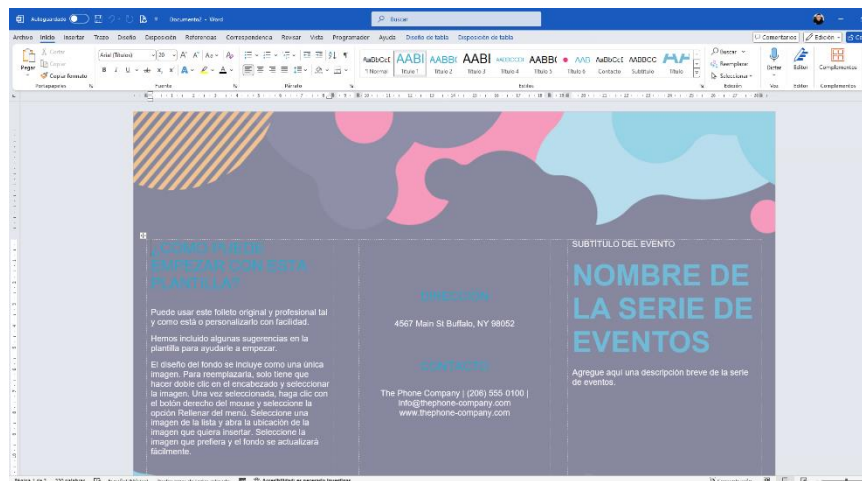 Autoguardado
Documento2 - Word
Buscar
Archivo Inicio Insertar Trazo Diseño Disposición Referencias Correspondencia Revisar Vista Programador Ayuda Diseño de tabla Disposición de tabla
Comentarios Edición
Pegar
Cortar
Copiar
Copiar formato
Arial (Títulos) 20
Buscar
Reemplazar
Seleccionar
Dictar Editor Complementos
1 Normal Título 1 Título 2 Título 3 Título 4 Título 5 Título 6 Contacto Subtítulo Título
Portapapeles Fuente Párrafo Estilos Edición Voz Editor Complementos
¿CÓMO PUEDE
EMPEZAR CON ESTA
PLANTILLA?
Puede usar este folleto original y profesional tal
y como está o personalizarlo con facilidad.
Hemos incluido algunas sugerencias en la
plantilla para ayudarle a empezar.
El diseño del fondo se incluye como una única
imagen. Para reemplazarla, solo tiene que
hacer doble clic en el encabezado y seleccionar
la imagen. Una vez seleccionada, haga clic con
el botón derecho del mouse y seleccione la
opción Rellenar del menú. Seleccione una
imagen de la lista y abra la ubicación de la
imagen que quiera insertar. Seleccione la
imagen que prefiera y el fondo se actualizará
fácilmente.
DIRECCIÓN
4567 Main St Buffalo, NY 98052
CONTACTO
The Phone Company | (206) 555 0100 |
Info@thephone-company.com
www.thephone-company.com
SUBTÍTULO DEL EVENTO
NOMBRE DE
LA SERIE DE
EVENTOS
Agregue aquí una descripción breve de la serie
de eventos.